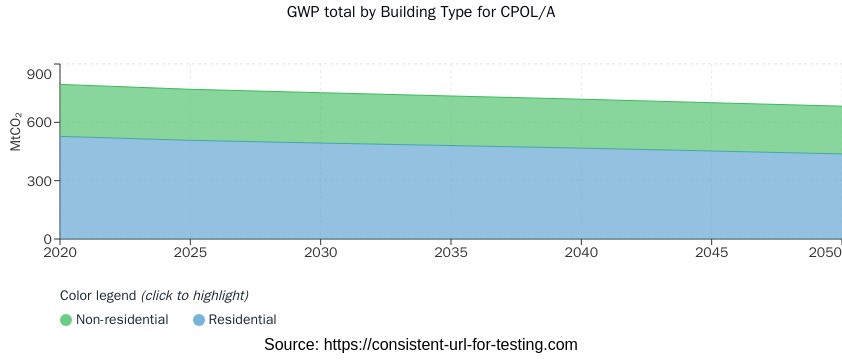 GWP total by Building Type for CPOL/A
MtCO₂
900
600
300
0
2020 2025 2030 2035 2040 2045 2050
Color legend (click to highlight)
Non-residential Residential
Source: https://consistent-url-for-testing.com